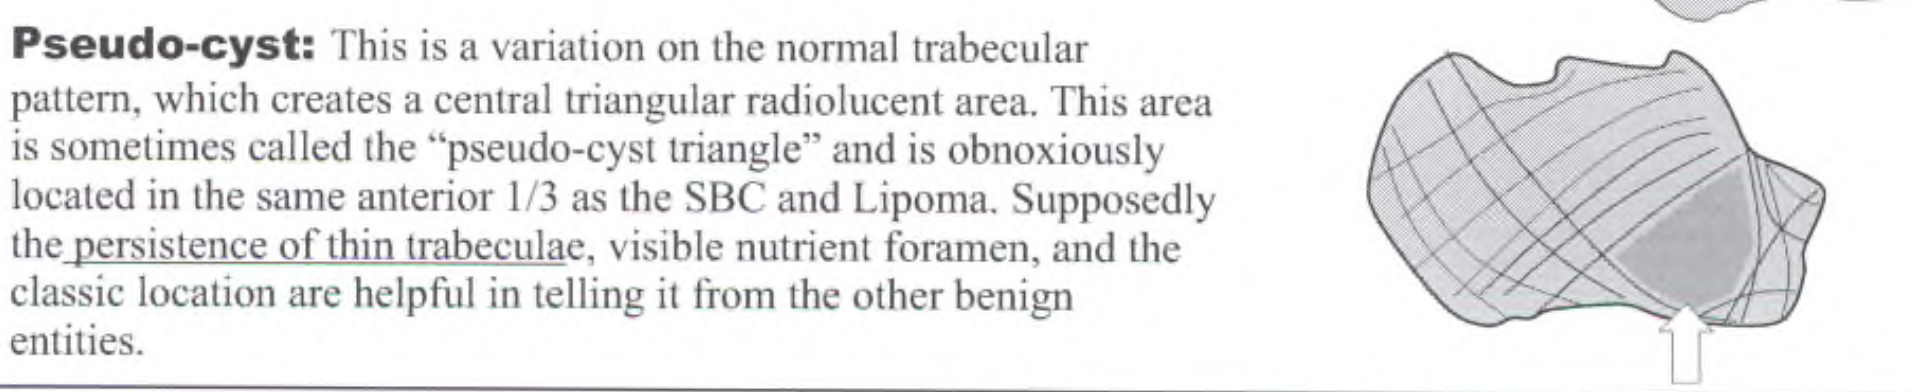 Pseudo-cyst: This is a variation on the normal trabecular
pattern, which creates a central triangular radiolucent area. This area
is sometimes called the “pseudo-cyst triangle” and is obnoxiously
located in the same anterior 1/3 as the SBC and Lipoma. Supposedly
the persistence of thin trabeculae, visible nutrient foramen, and the
classic location are helpful in telling it from the other benign
entities.